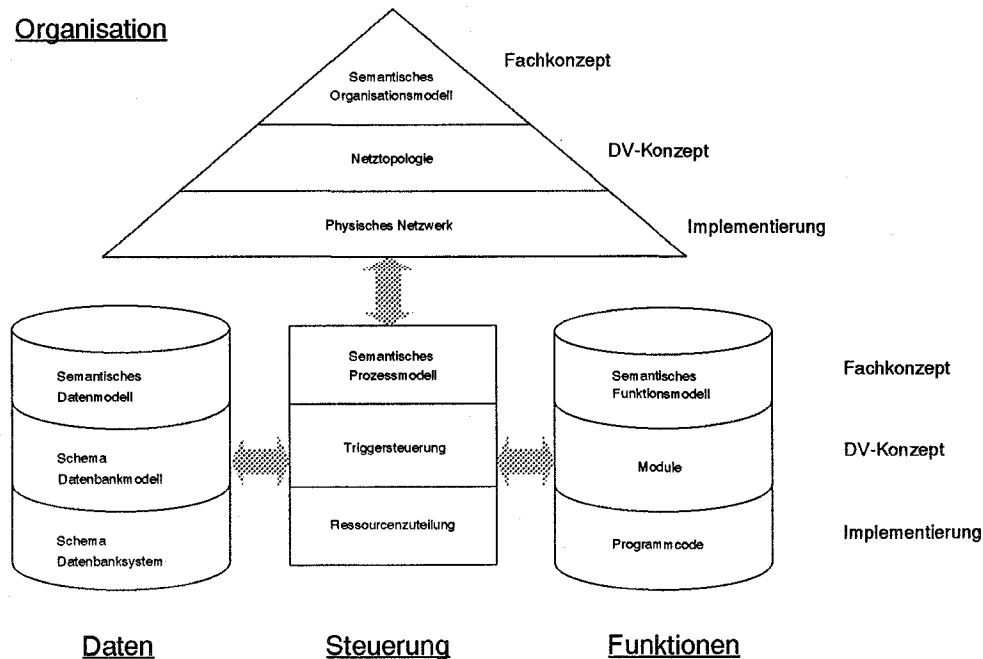 Organisation
Fachkonzept
Semantisches
Organisationsmodell
DV-Konzept
Netztopologie
Physisches Netzwerk
Implementierung
Semantisches
Datenmodell
Semantisches
Prozessmodell
Semantisches
Funktionsmodell
Fachkonzept
Schema
Datenbankmodell
Triggersteuerung
Module
DV-Konzept
Schema
Datenbanksystem
Ressourcenzuteilung
Programmcode
Implementierung
Daten
Steuerung
Funktionen